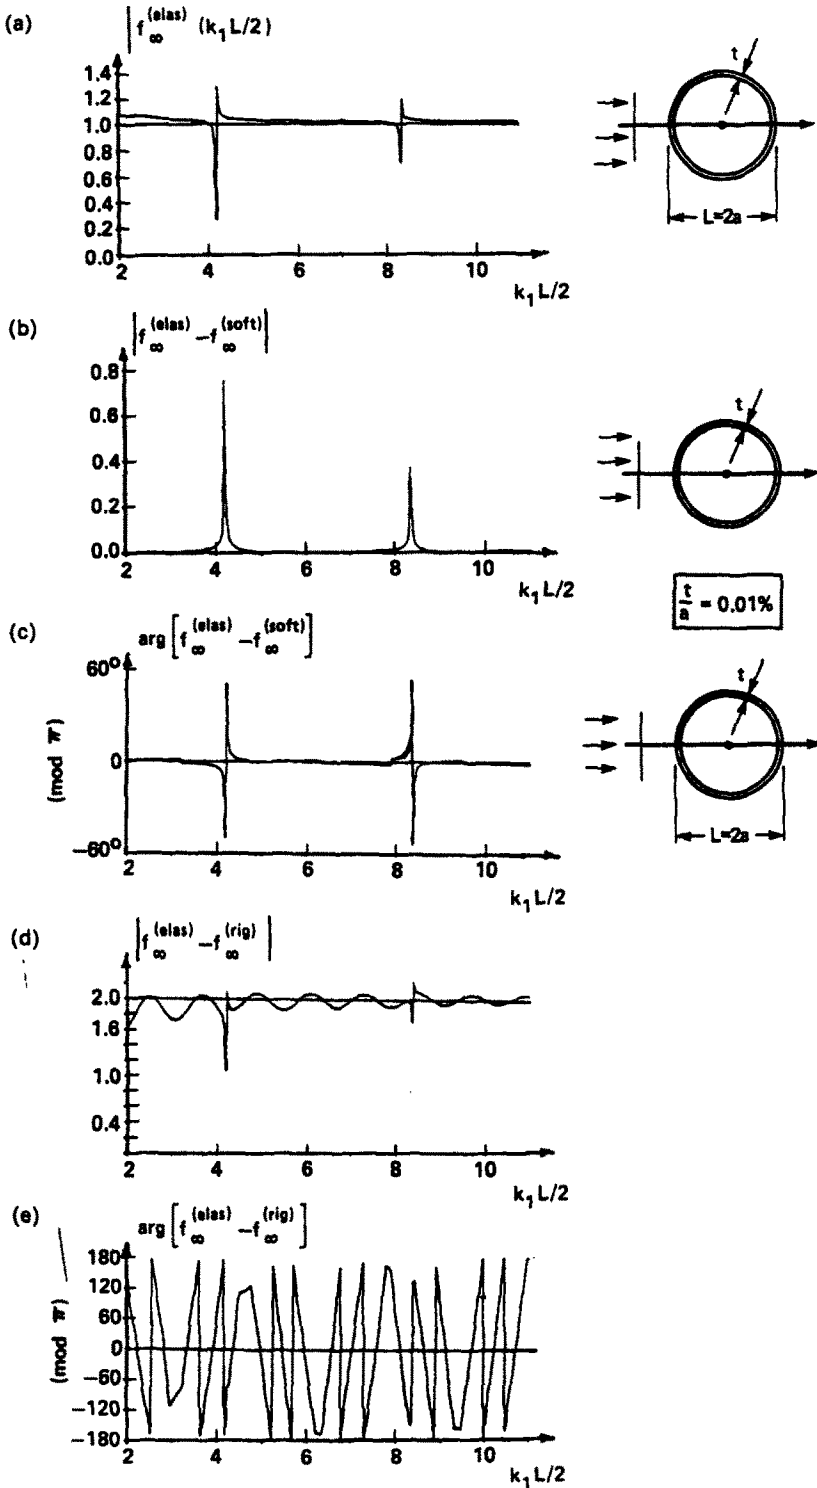 (a)
|f∞^(elas) (k₁L/2)|
1.4
1.2
1.0
0.8
0.6
0.4
0.2
0.0
2 4 6 8 10
k₁L/2
t
L=2a
(b)
|f∞^(elas) −f∞^(soft)|
0.8
0.6
0.4
0.2
0.0
2 4 6 8 10
k₁L/2
t
t/a = 0.01%
(c)
arg[f∞^(elas) −f∞^(soft)]
60°
0
−60°
(mod π)
2 4 6 8 10
k₁L/2
t
L=2a
(d)
|f∞^(elas) −f∞^(rig)|
2.0
1.6
1.0
0.4
2 4 6 8 10
k₁L/2
(e)
arg[f∞^(elas) −f∞^(rig)]
180
120
60
0
−60
−120
−180
(mod π)
2 4 6 8 10
k₁L/2